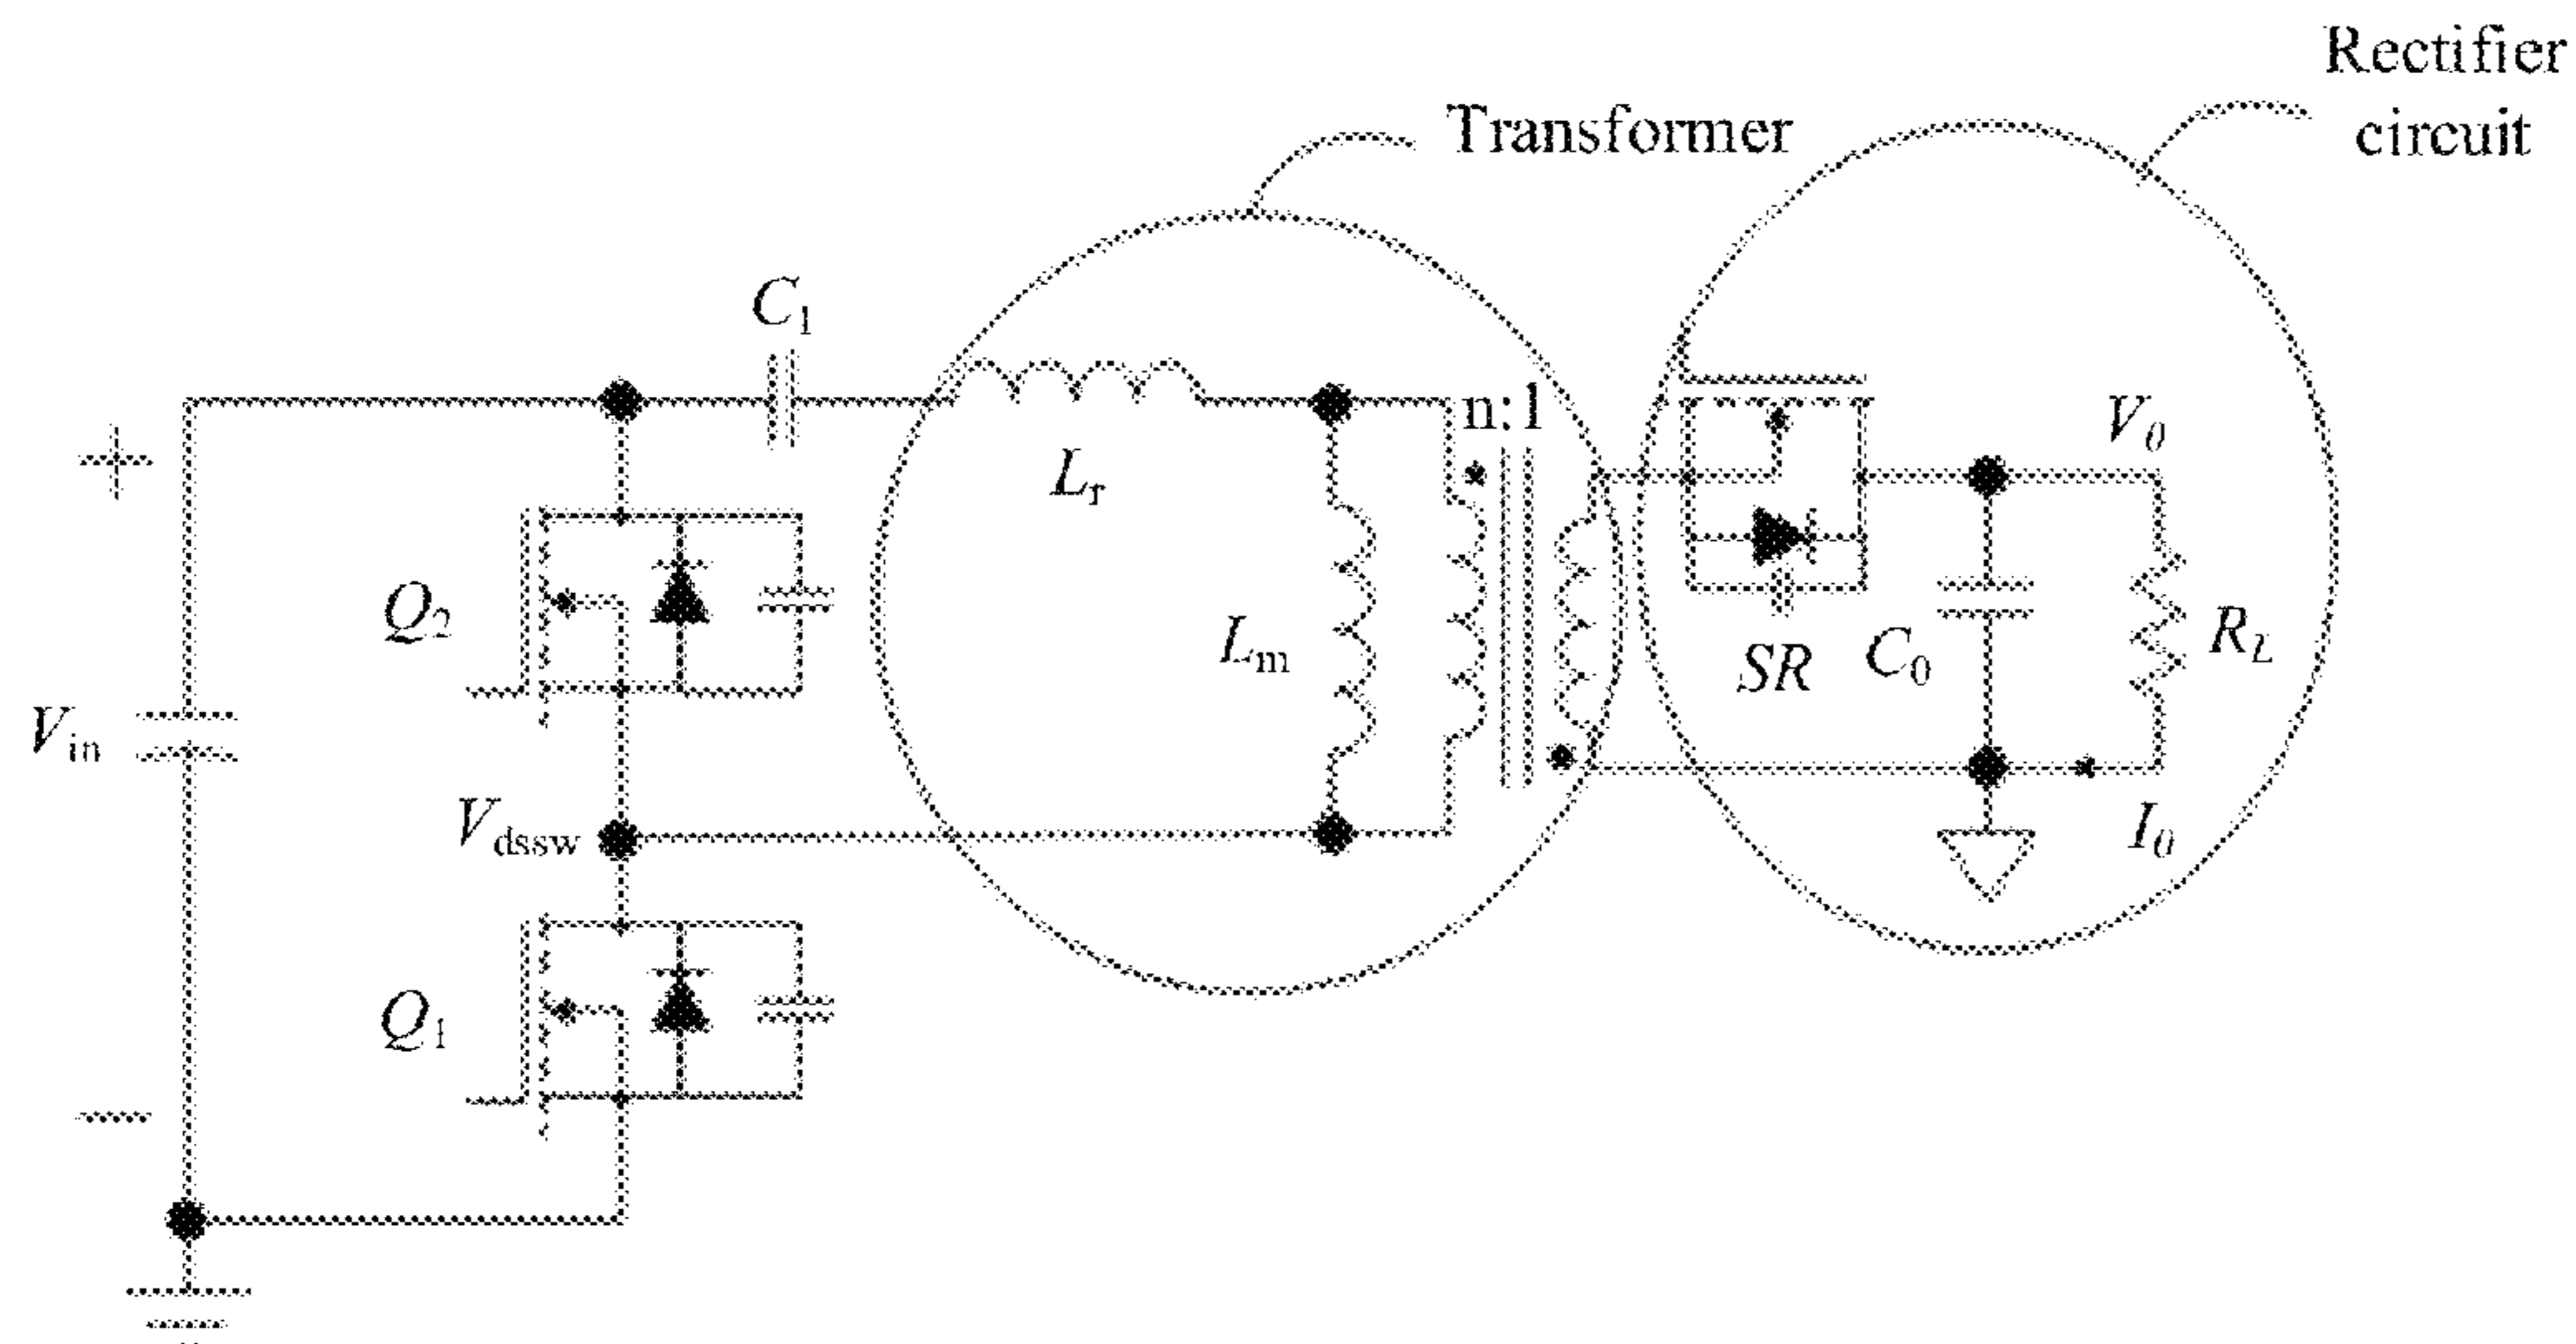 Rectifier
circuit
Transformer
C1
n:1
V0
+
Lr
Q2
Lm
SR
C0
RL
Vin
Vdssw
I0
Q1
−